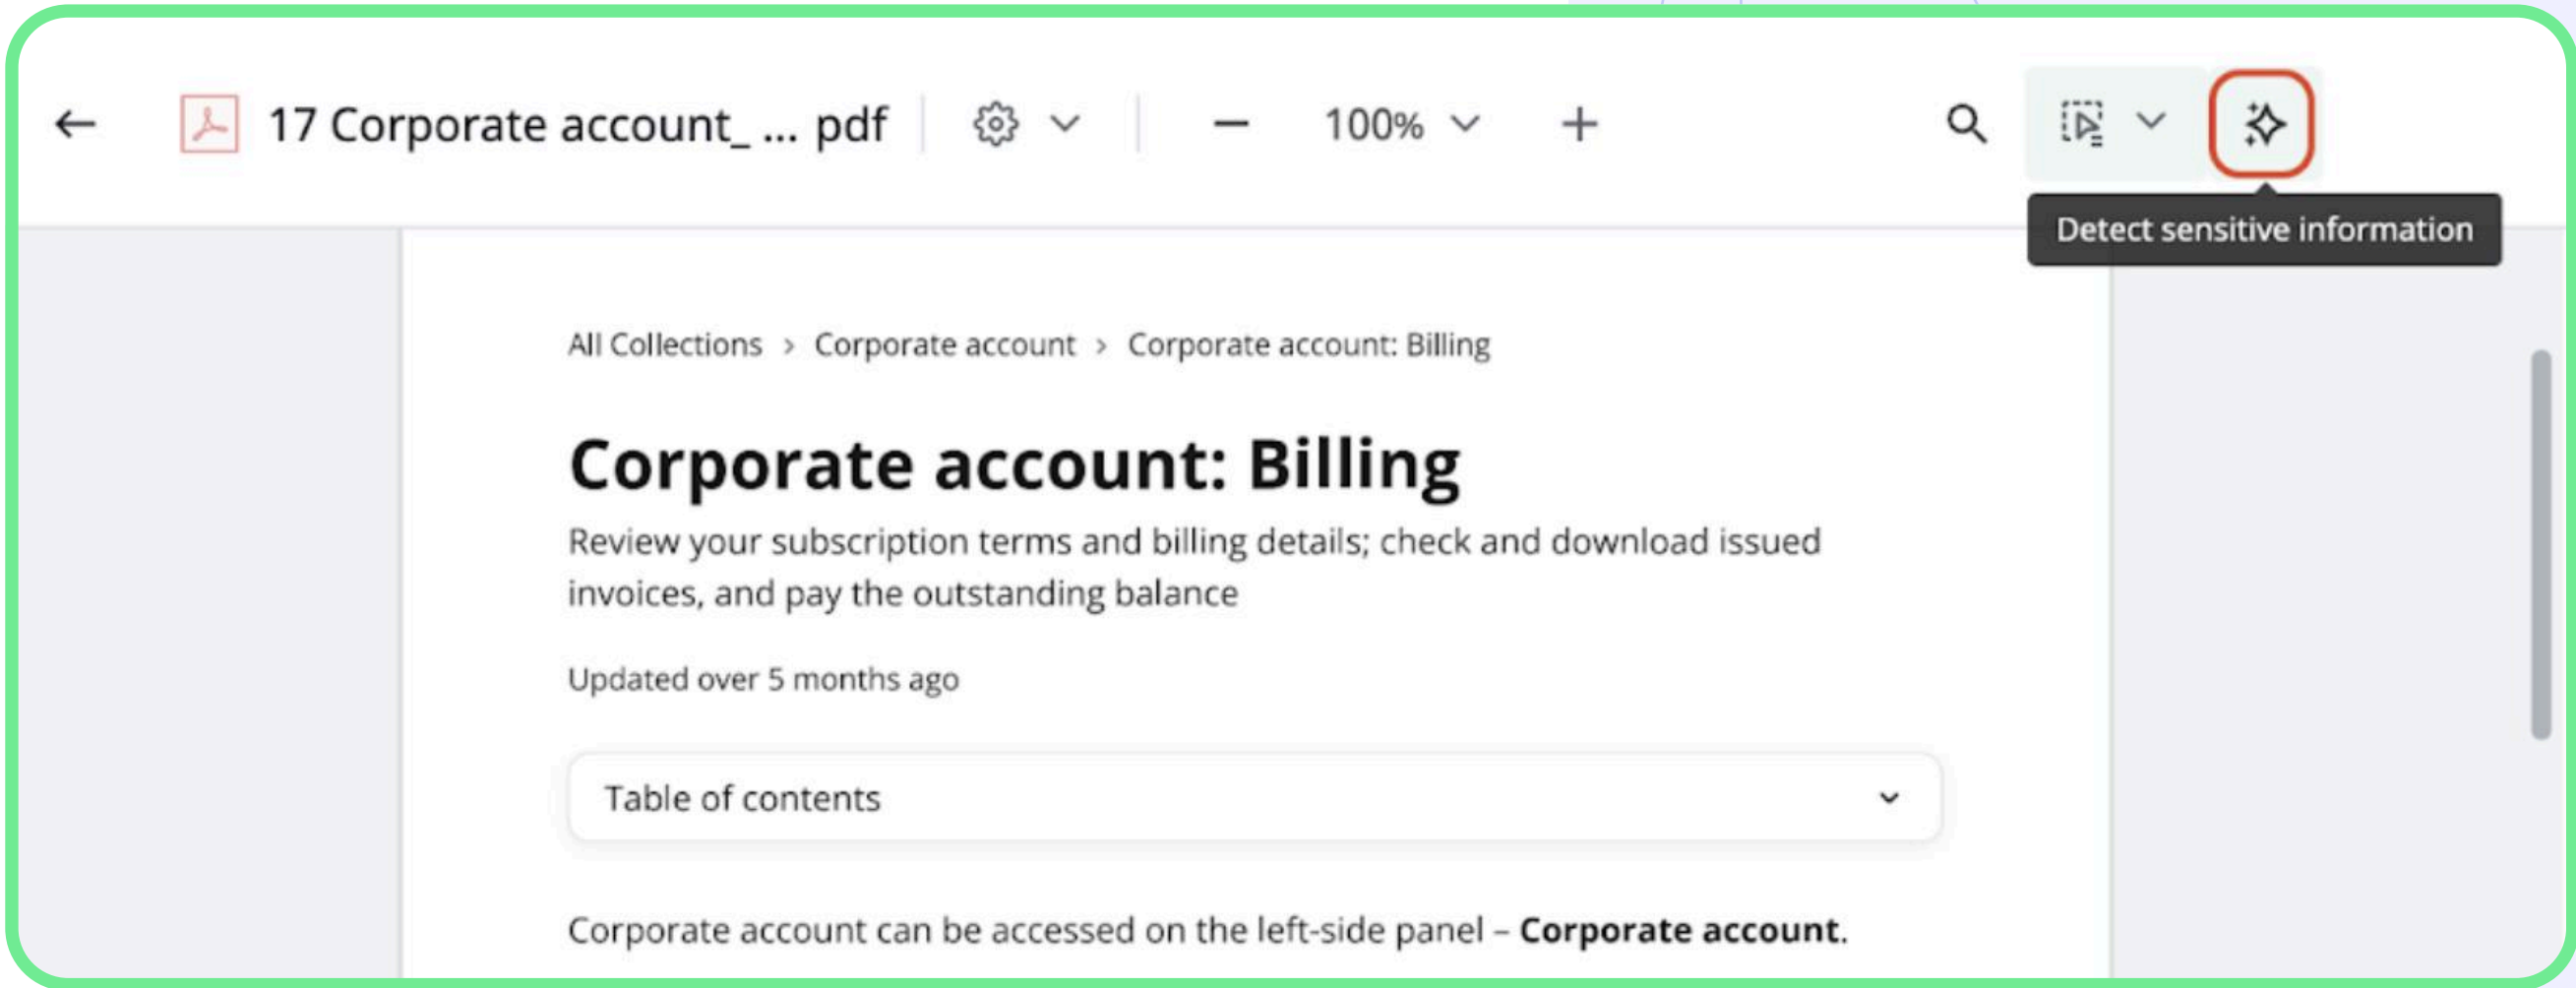 17 Corporate account_ ... pdf
100%
Detect sensitive information
All Collections > Corporate account > Corporate account: Billing
Corporate account: Billing
Review your subscription terms and billing details; check and download issued
invoices, and pay the outstanding balance
Updated over 5 months ago
Table of contents
Corporate account can be accessed on the left-side panel – Corporate account.